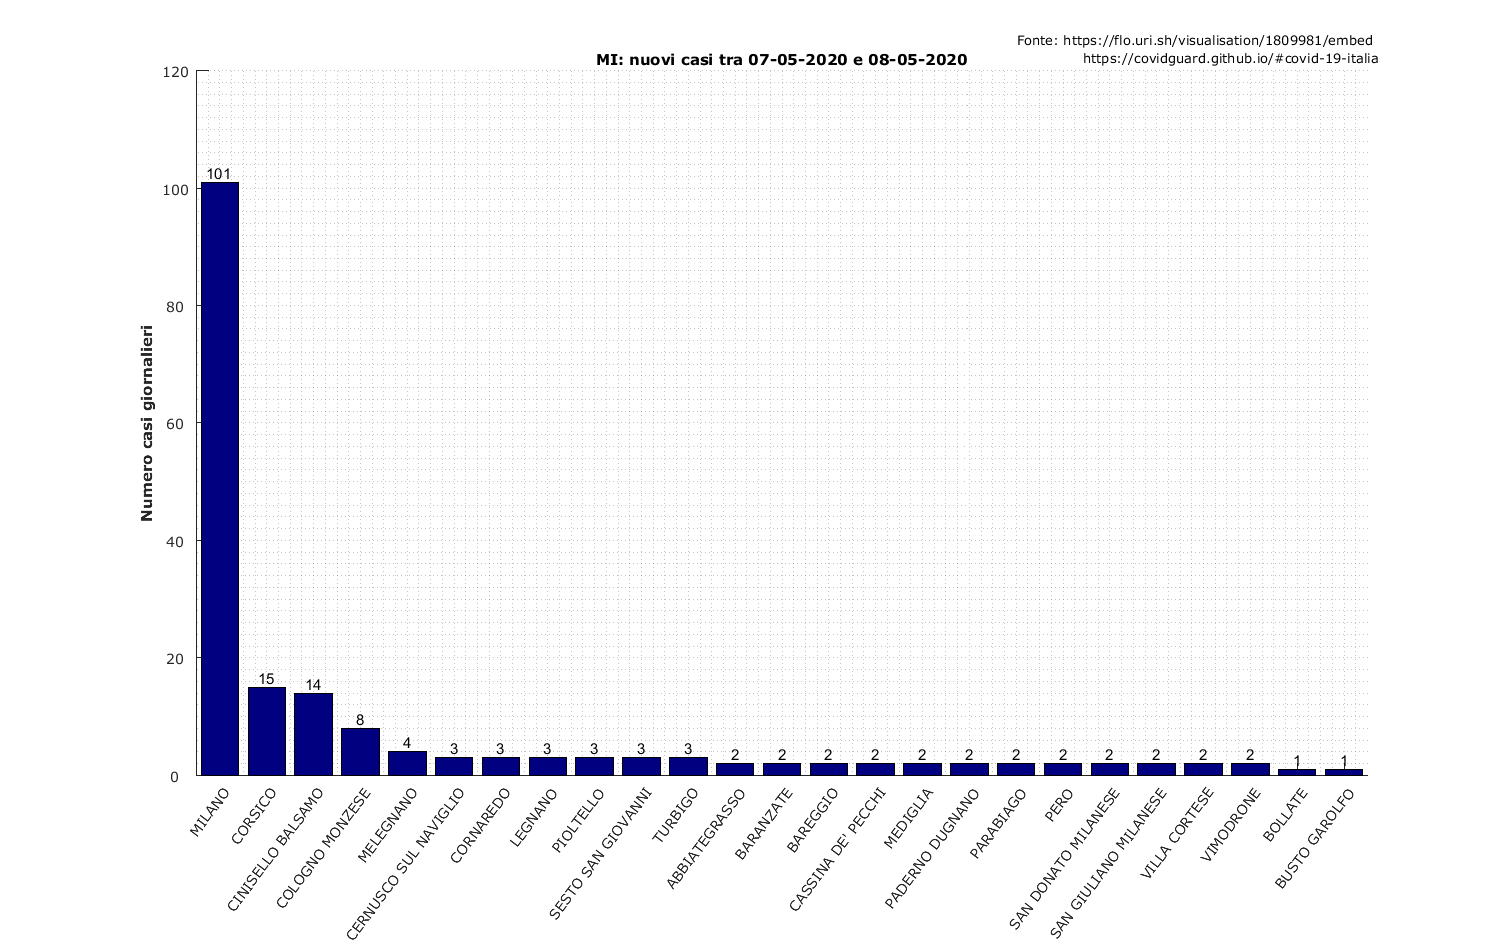 Fonte: https://flo.uri.sh/visualisation/1809981/embed
https://covidguard.github.io/#covid-19-italia
MI: nuovi casi tra 07-05-2020 e 08-05-2020
Numero casi giornalieri
120
100
80
60
40
20
0
101
15
14
8
4
3
3
3
3
3
3
2
2
2
2
2
2
2
2
2
2
2
2
1
1
MILANO
CORSICO
CINISELLO BALSAMO
COLOGNO MONZESE
MELEGNANO
CERNUSCO SUL NAVIGLIO
CORNAREDO
LEGNANO
PIOLTELLO
SESTO SAN GIOVANNI
TURBIGO
ABBIATEGRASSO
BARANZATE
BAREGGIO
CASSINA DE' PECCHI
MEDIGLIA
PADERNO DUGNANO
PARABIAGO
PERO
SAN DONATO MILANESE
SAN GIULIANO MILANESE
VILLA CORTESE
VIMODRONE
BOLLATE
BUSTO GAROLFO